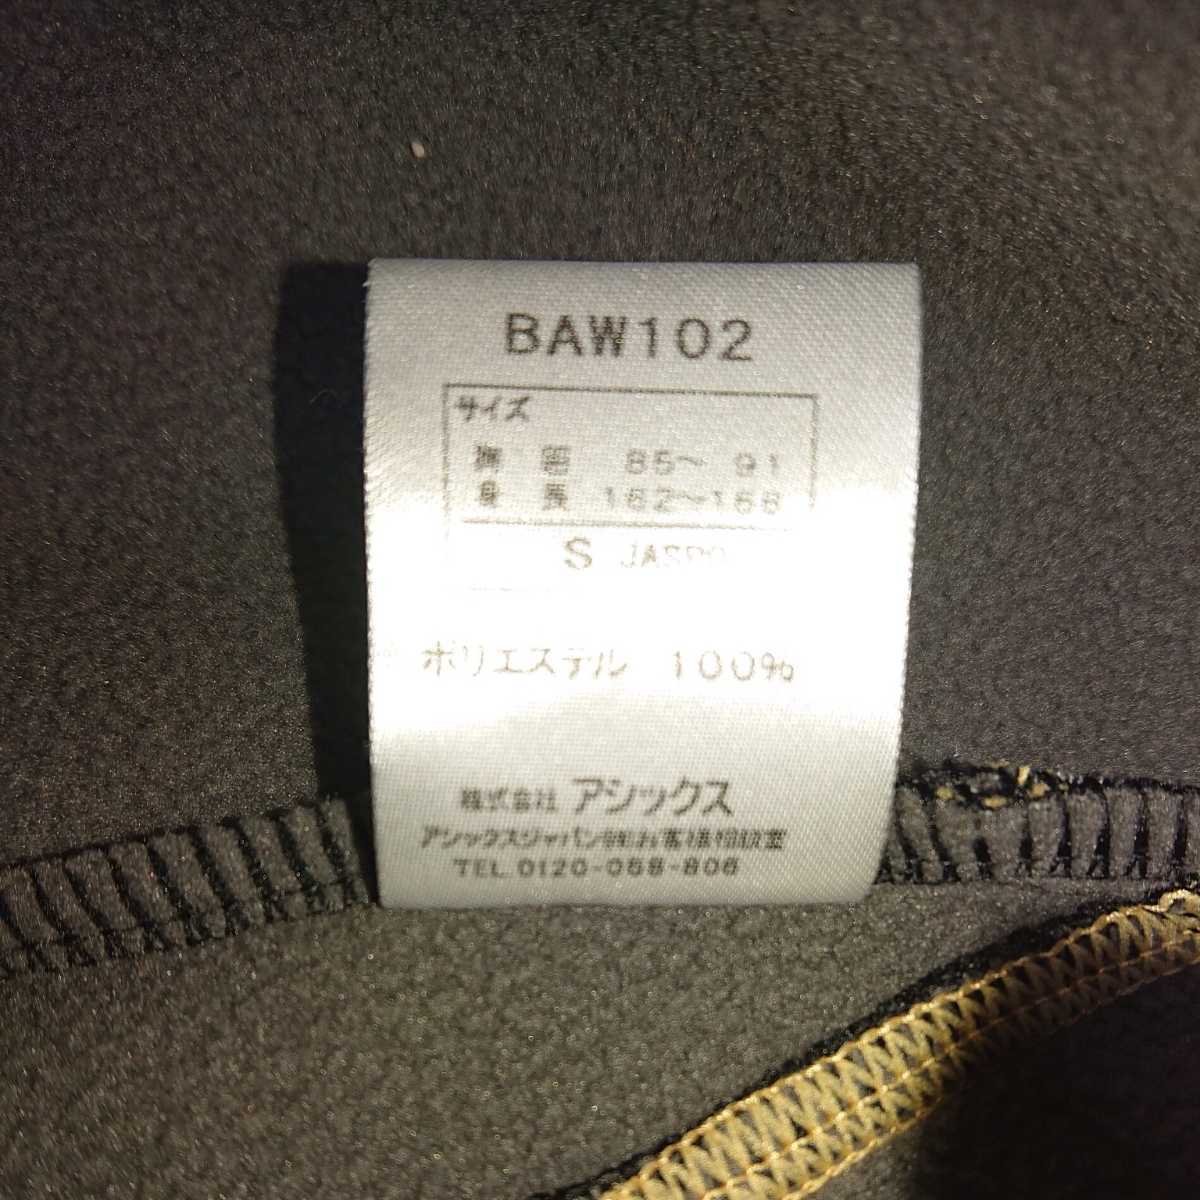 BAW102
サイズ
胸 囲 85～ 91
身 長 162～168
S JASPO
ポリエステル 100%
株式会社 アシックス
アシックスジャパン㈱お客様相談室
TEL.0120-068-806